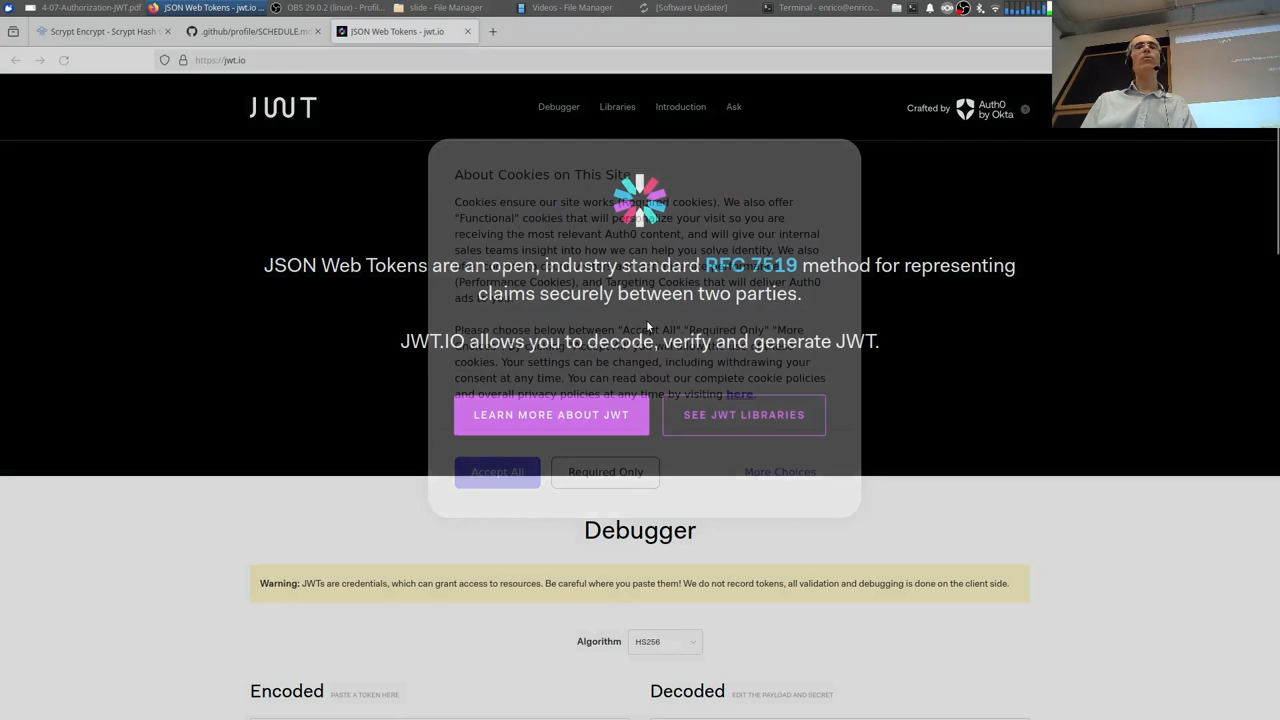 4-07-Authorization-JWT.pdf
JSON Web Tokens - jwt.io ...
OBS 29.0.2 (linux) - Profil...
slide - File Manager
Videos - File Manager
[Software Updater]
Terminal - enrico@enrico...
Scrypt Encrypt - Scrypt Hash
.github/profile/SCHEDULE.m
JSON Web Tokens - jwt.io
https://jwt.io
JWT
Debugger
Libraries
Introduction
Ask
Crafted by
Auth0
by Okta
About Cookies on This Site
Cookies ensure our site works (Required cookies). We also offer
"Functional" cookies that will personalize your visit so you are
receiving the most relevant Auth0 content, and will give our internal
sales teams insight into how we can help you solve identity. We also
JSON Web Tokens are an open, industry standard RFC 7519 method for representing
(Performance Cookies), and Targeting Cookies that will deliver Auth0
claims securely between two parties.
ads to you.
Please choose below between "Accept All" "Required Only" "More
JWT.IO allows you to decode, verify and generate JWT.
cookies. Your settings can be changed, including withdrawing your
consent at any time. You can read about our complete cookie policies
and overall privacy policies at any time by visiting here.
LEARN MORE ABOUT JWT
SEE JWT LIBRARIES
Accept All
Required Only
More Choices
Debugger
Warning: JWTs are credentials, which can grant access to resources. Be careful where you paste them! We do not record tokens, all validation and debugging is done on the client side.
Algorithm
HS256
Encoded
PASTE A TOKEN HERE
Decoded
EDIT THE PAYLOAD AND SECRET